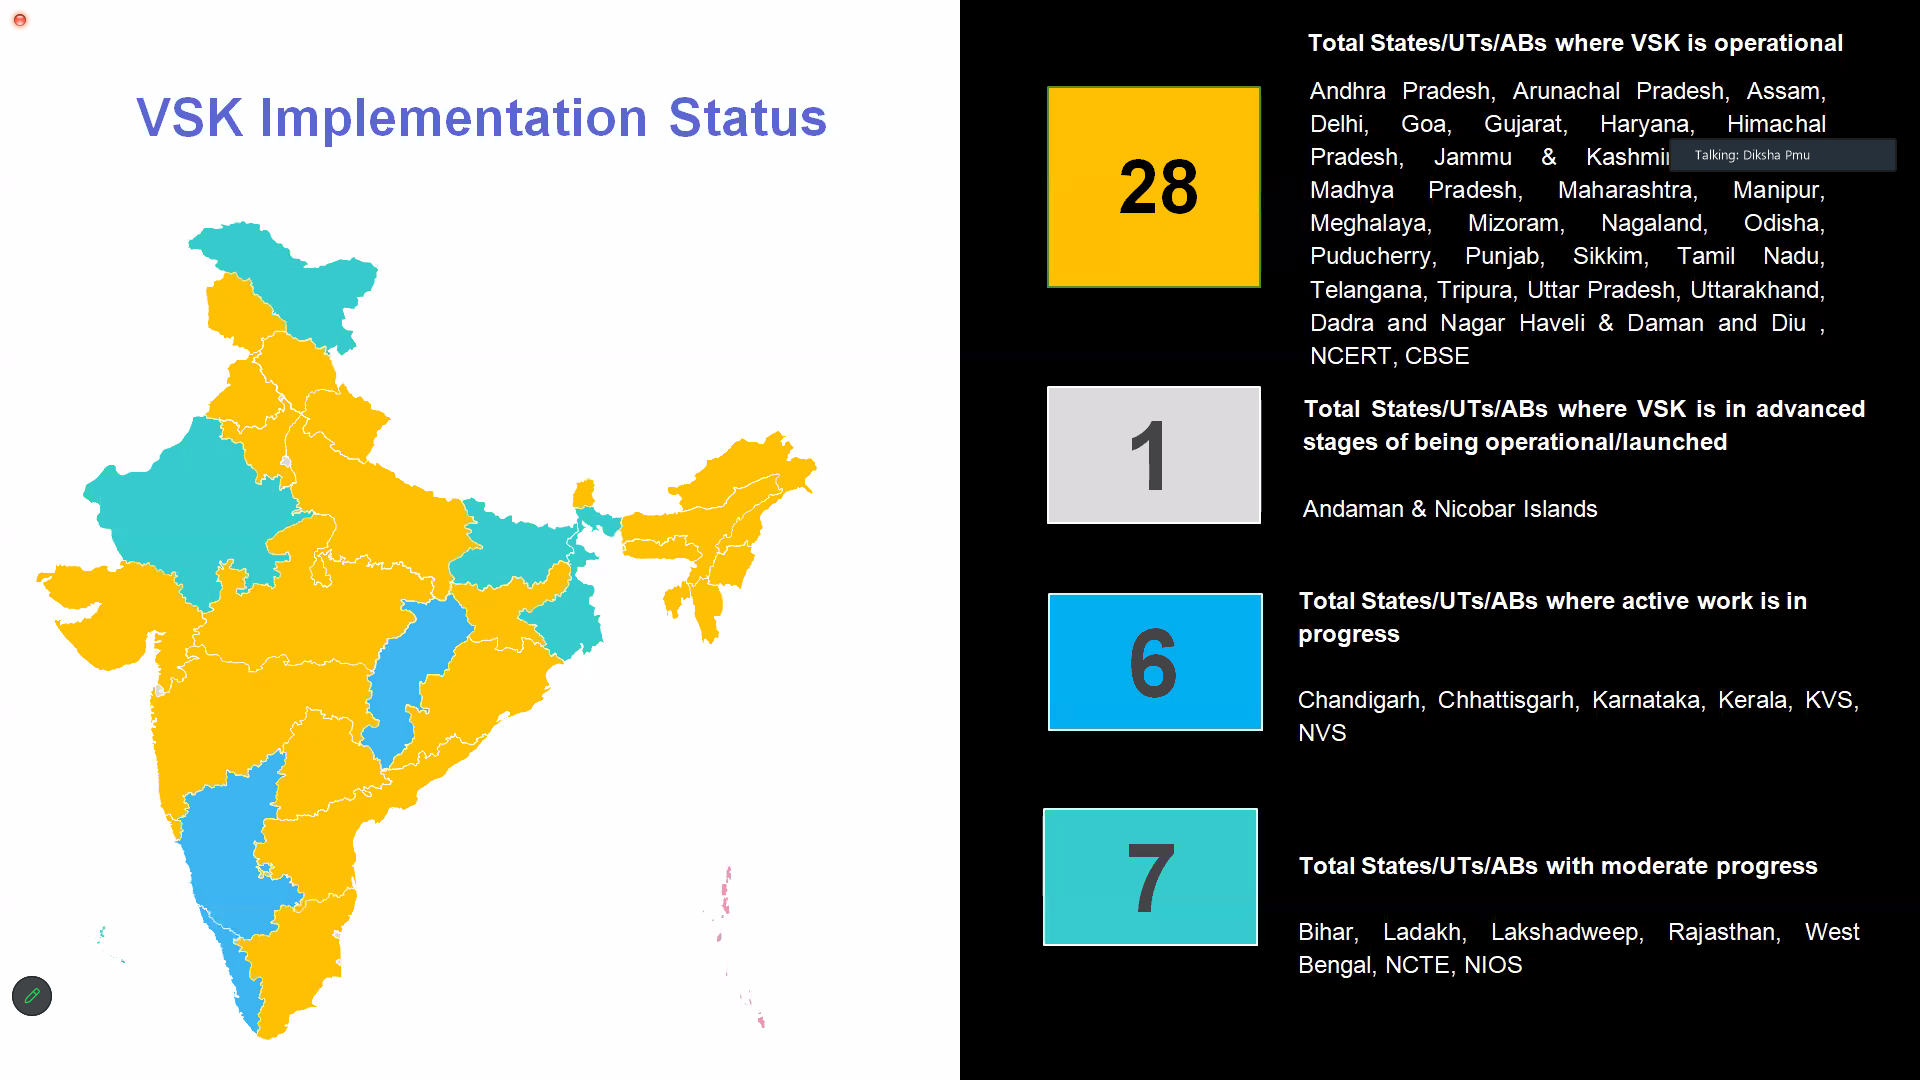 VSK Implementation Status
Total States/UTs/ABs where VSK is operational
28
Andhra Pradesh, Arunachal Pradesh, Assam,
Delhi, Goa, Gujarat, Haryana, Himachal
Pradesh, Jammu &
Talking: Diksha Pmu
Madhya Pradesh, Maharashtra, Manipur,
Meghalaya, Mizoram, Nagaland, Odisha,
Puducherry, Punjab, Sikkim, Tamil Nadu,
Telangana, Tripura, Uttar Pradesh, Uttarakhand,
Dadra and Nagar Haveli & Daman and Diu ,
NCERT, CBSE
1
Total States/UTs/ABs where VSK is in advanced
stages of being operational/launched
Andaman & Nicobar Islands
6
Total States/UTs/ABs where active work is in
progress
Chandigarh, Chhattisgarh, Karnataka, Kerala, KVS,
NVS
7
Total States/UTs/ABs with moderate progress
Bihar, Ladakh, Lakshadweep, Rajasthan, West
Bengal, NCTE, NIOS